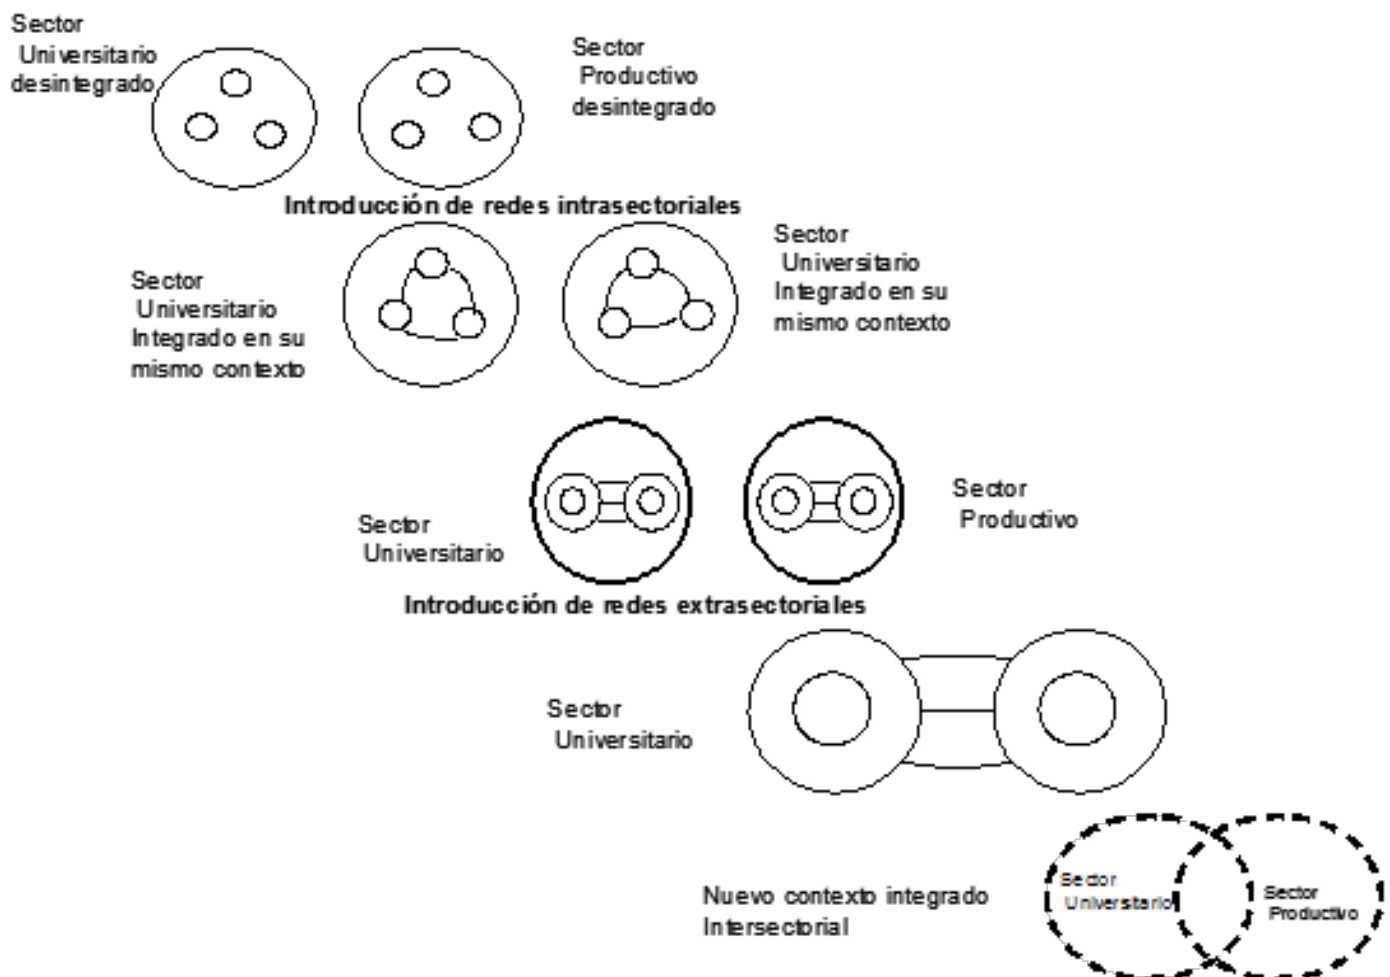 Sector
Universitario
desintegrado
Sector
Productivo
desintegrado
Introducción de redes intrasectoriales
Sector
Universitario
Integrado en su
mismo contexto
Sector
Universitario
Integrado en su
mismo contexto
Sector
Universitario
Sector
Productivo
Introducción de redes extrasectoriales
Sector
Universitario
Nuevo contexto integrado
Intersectorial
Sector
Universitario
Sector
Productivo